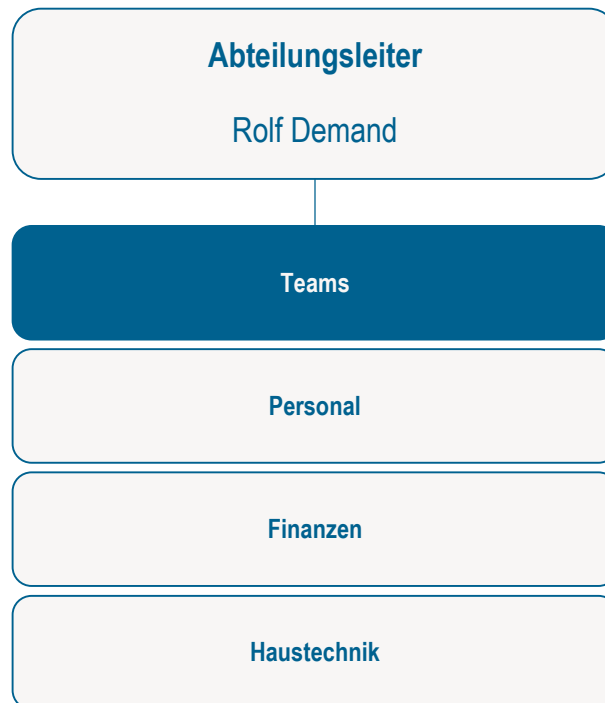 Abteilungsleiter
Rolf Demand
Teams
Personal
Finanzen
Haustechnik